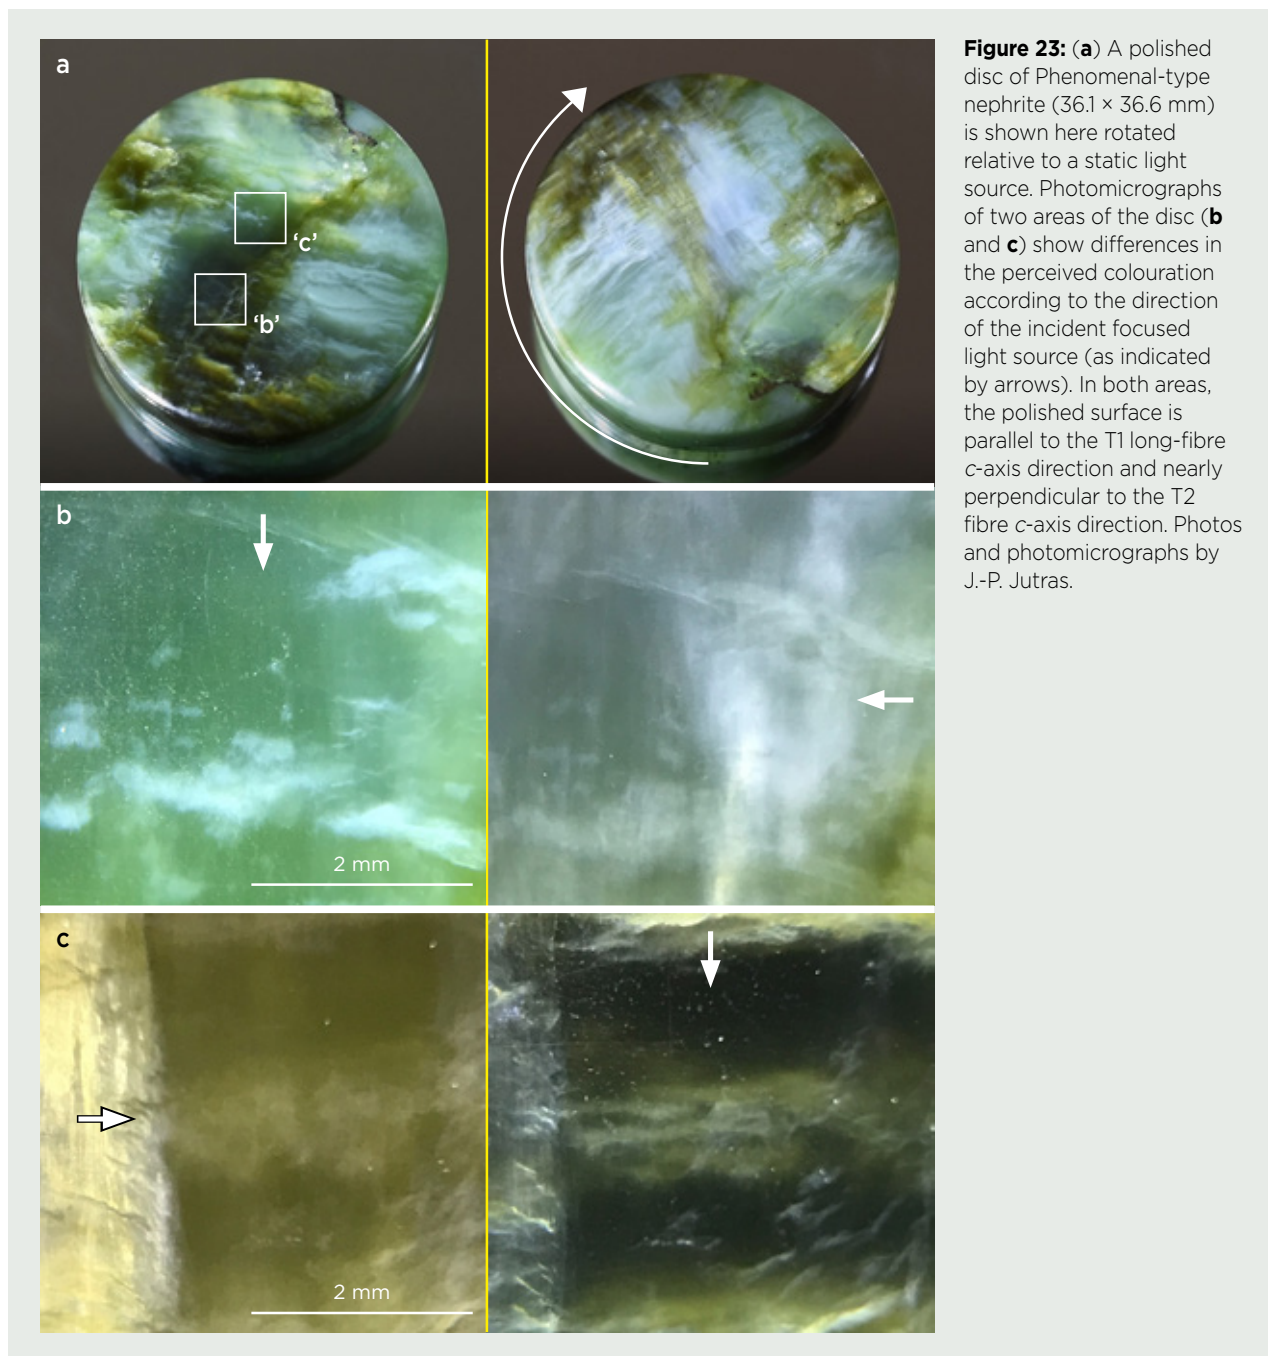 a
'c'
'b'
b
2 mm
c
2 mm
Figure 23: (a) A polished
disc of Phenomenal-type
nephrite (36.1 × 36.6 mm)
is shown here rotated
relative to a static light
source. Photomicrographs
of two areas of the disc (b
and c) show differences in
the perceived colouration
according to the direction
of the incident focused
light source (as indicated
by arrows). In both areas,
the polished surface is
parallel to the T1 long-fibre
c-axis direction and nearly
perpendicular to the T2
fibre c-axis direction. Photos
and photomicrographs by
J.-P. Jutras.